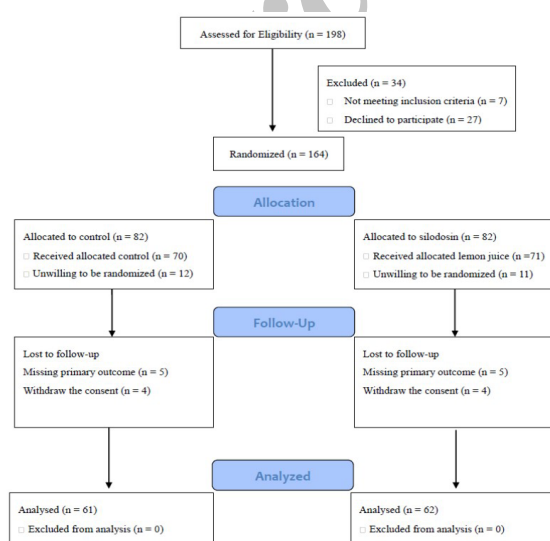 Assessed for Eligibility (n = 198)
Excluded (n = 34)
Not meeting inclusion criteria (n = 7)
Declined to participate (n = 27)
Randomized (n = 164)
Allocation
Allocated to control (n = 82)
Received allocated control (n = 70)
Unwilling to be randomized (n = 12)
Allocated to silodosin (n = 82)
Received allocated lemon juice (n =71)
Unwilling to be randomized (n = 11)
Follow-Up
Lost to follow-up
Missing primary outcome (n = 5)
Withdraw the consent (n = 4)
Lost to follow-up
Missing primary outcome (n = 5)
Withdraw the consent (n = 4)
Analyzed
Analysed (n = 61)
Excluded from analysis (n = 0)
Analysed (n = 62)
Excluded from analysis (n = 0)